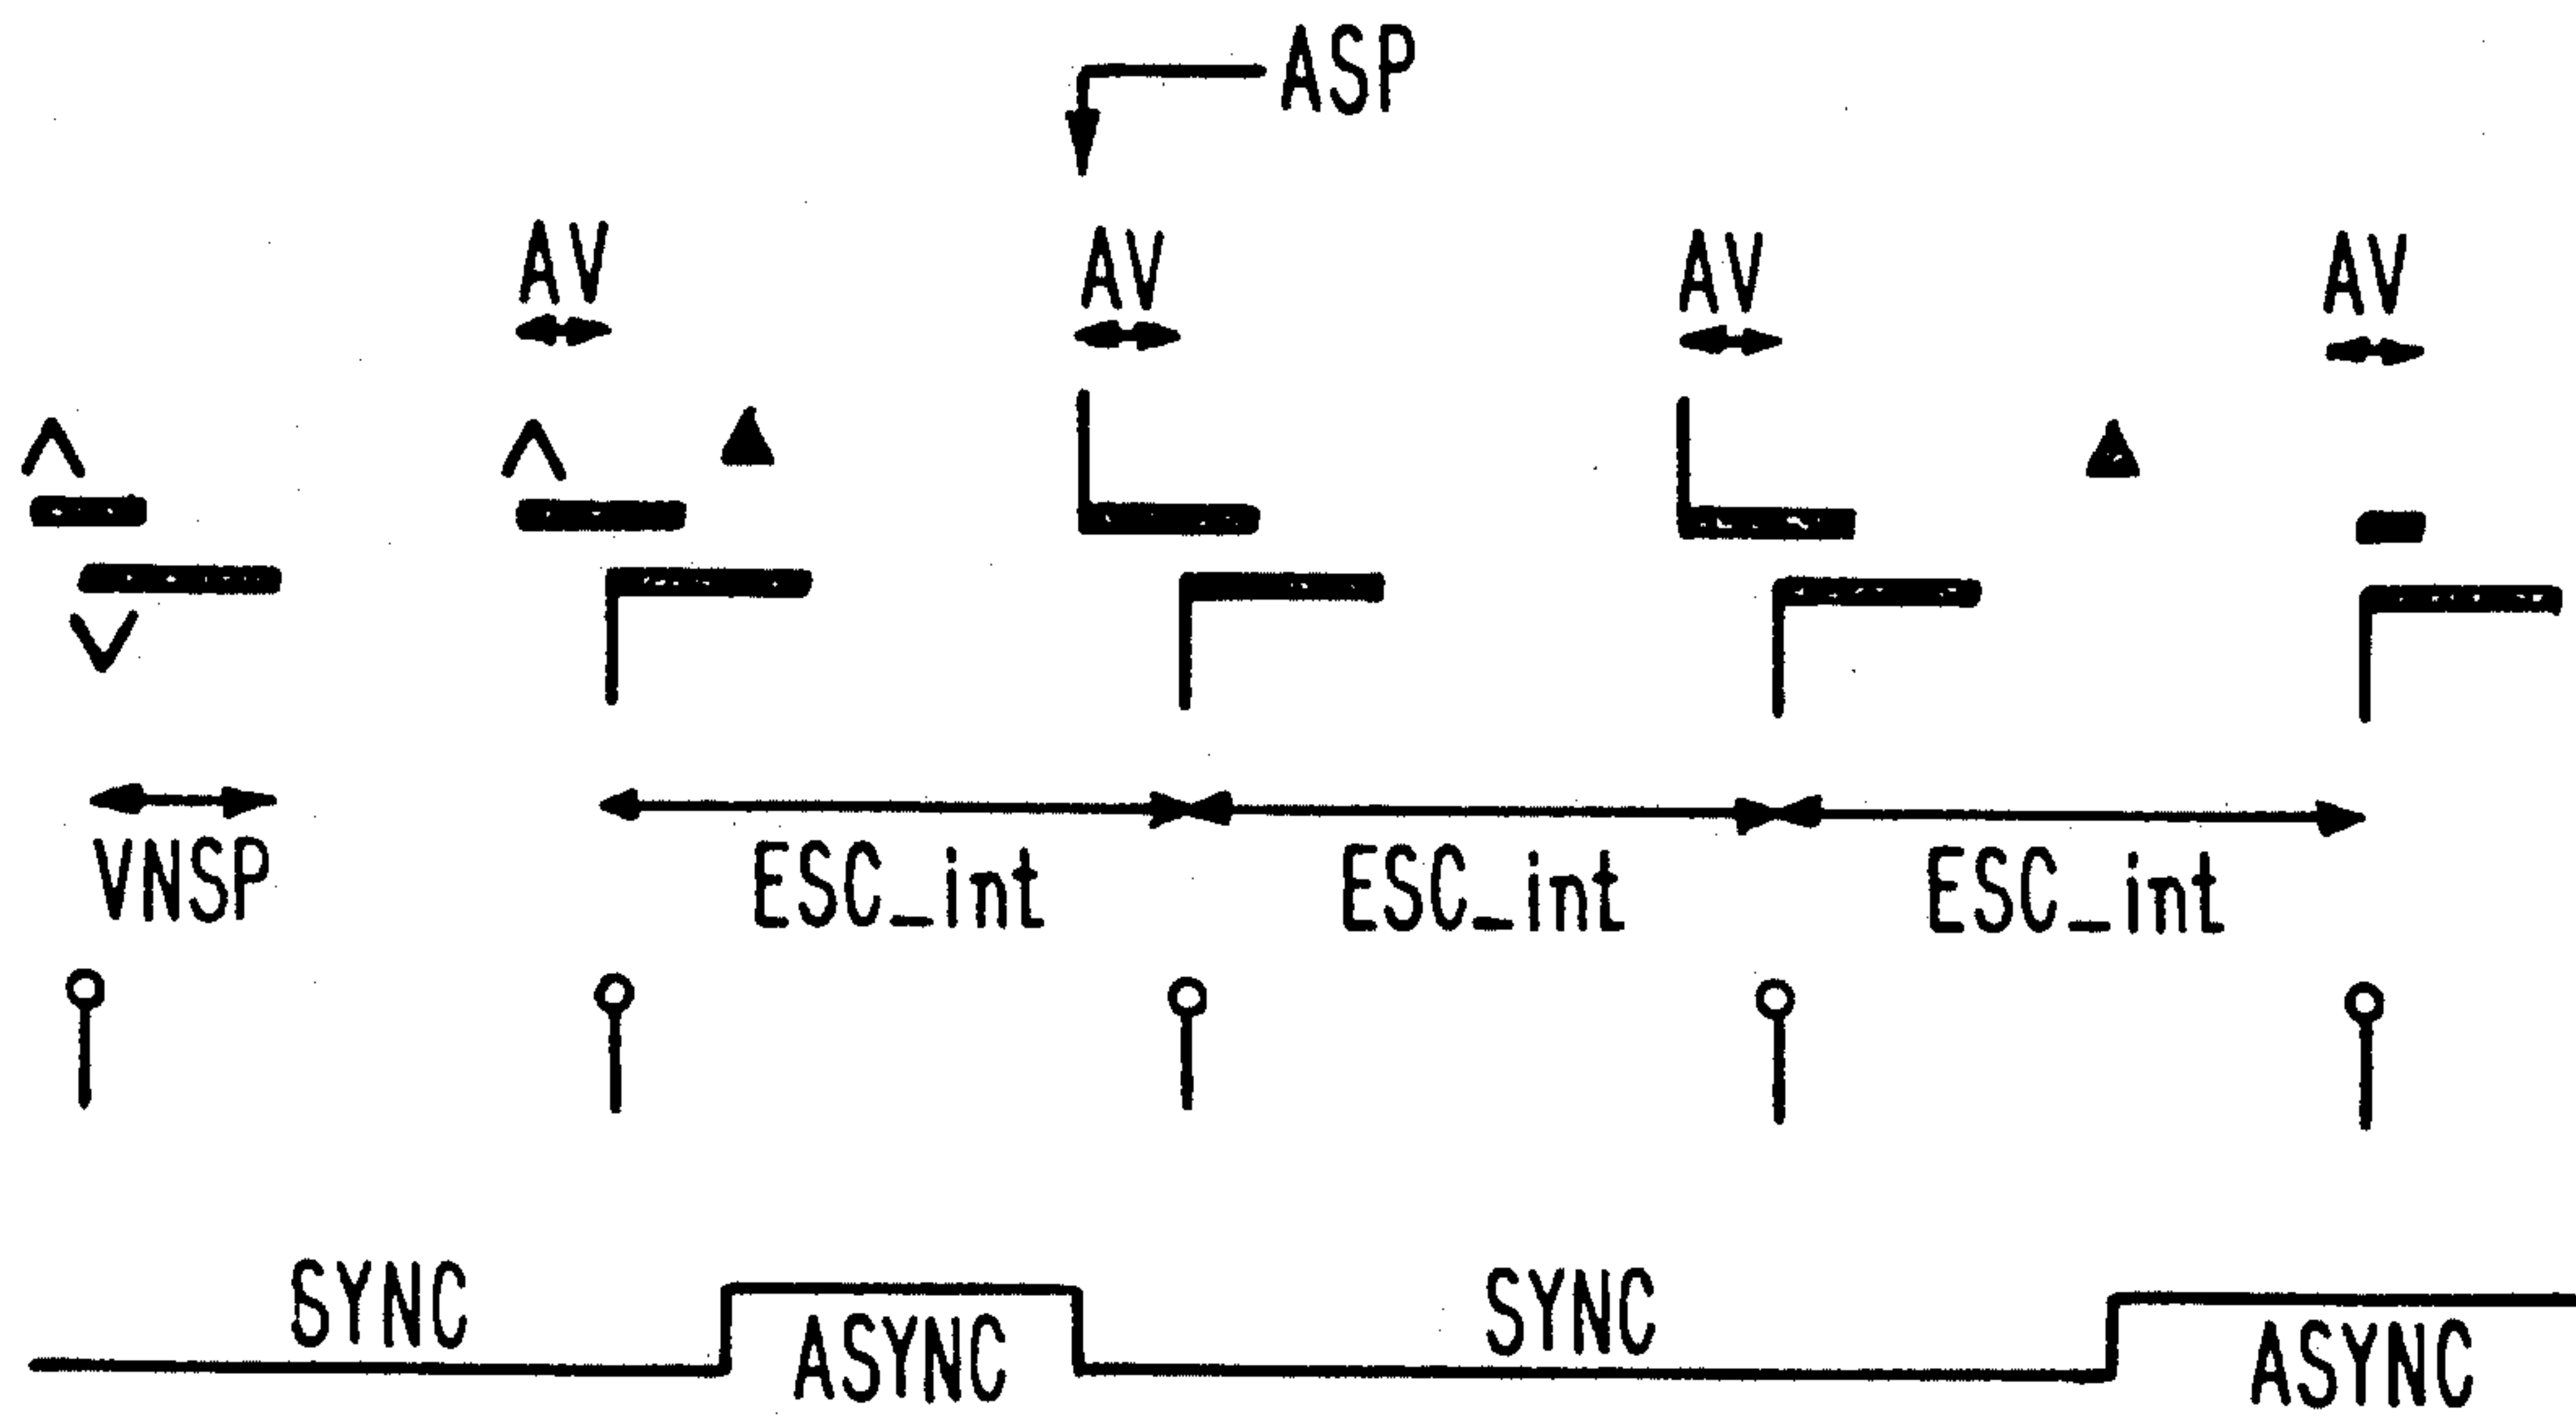 ASP
AV AV AV AV
VNSP ESC_int ESC_int ESC_int
SYNC ASYNC SYNC ASYNC